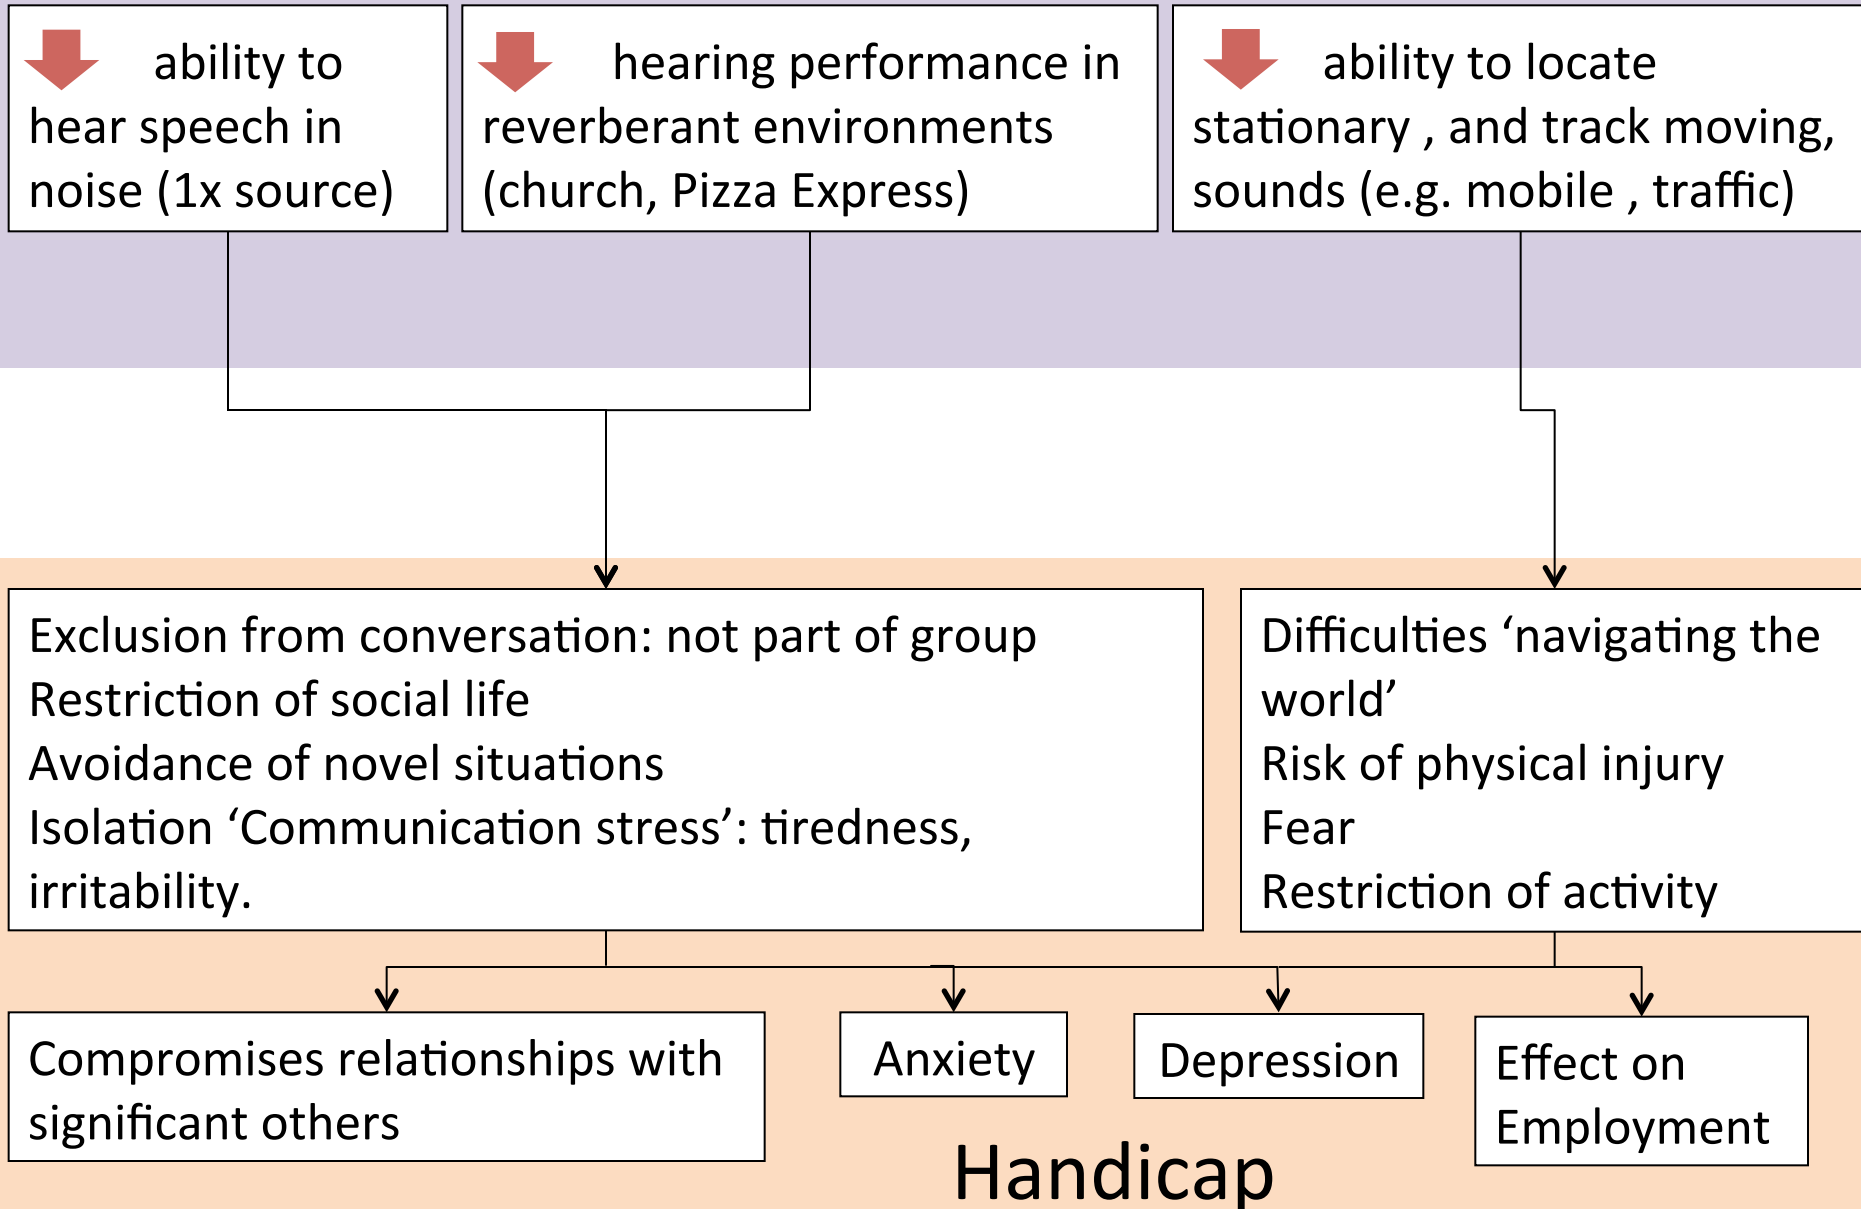 ability to
hear speech in
noise (1x source)
hearing performance in
reverberant environments
(church, Pizza Express)
ability to locate
stationary , and track moving,
sounds (e.g. mobile , traffic)
Exclusion from conversation: not part of group
Restriction of social life
Avoidance of novel situations
Isolation ‘Communication stress’: tiredness,
irritability.
Difficulties ‘navigating the
world’
Risk of physical injury
Fear
Restriction of activity
Compromises relationships with
significant others
Anxiety
Depression
Effect on
Employment
Handicap